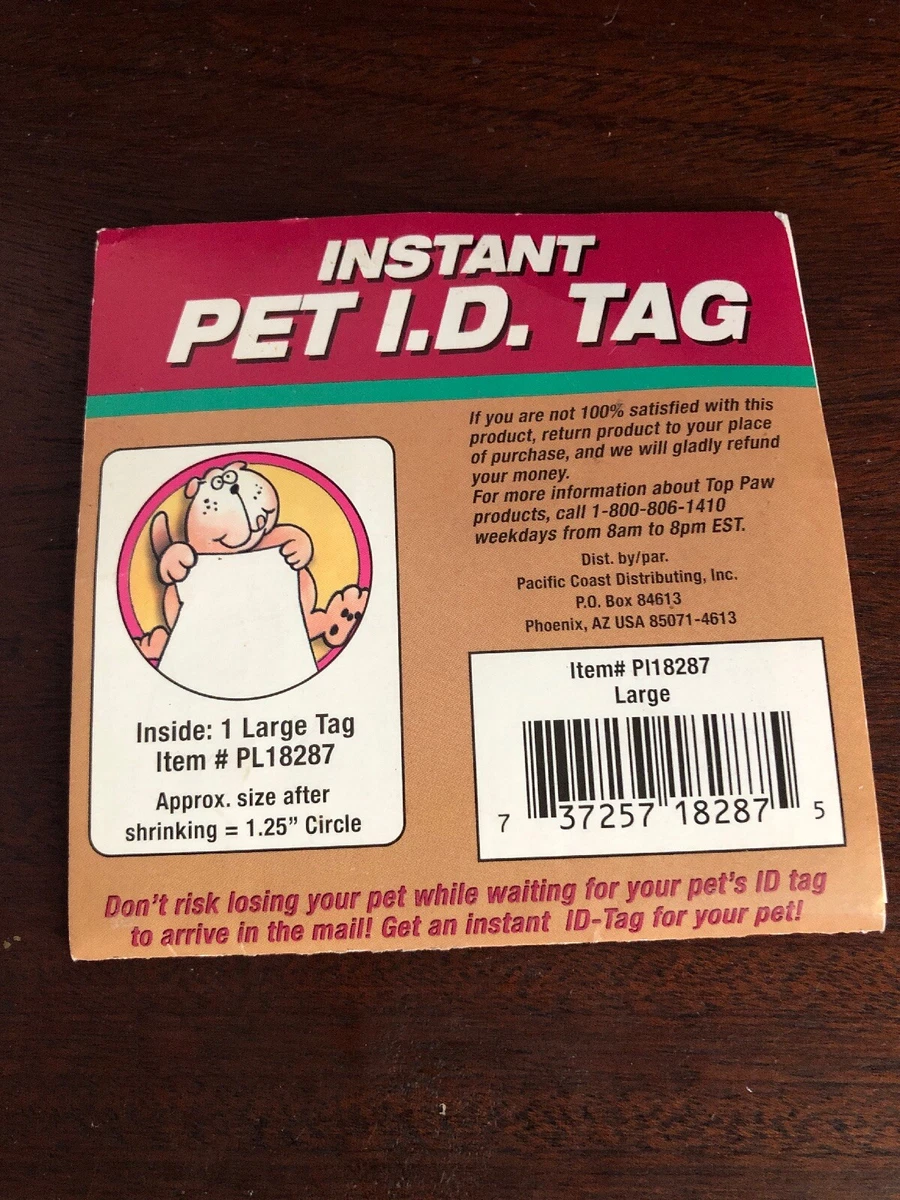 INSTANT
PET I.D. TAG
If you are not 100% satisfied with this
product, return product to your place
of purchase, and we will gladly refund
your money.
For more information about Top Paw
products, call 1-800-806-1410
weekdays from 8am to 8pm EST.
Dist. by/par.
Pacific Coast Distributing, Inc.
P.O. Box 84613
Phoenix, AZ USA 85071-4613
Inside: 1 Large Tag
Item # PL18287
Approx. size after
shrinking = 1.25” Circle
Item# PI18287
Large
7 37257 18287 5
Don't risk losing your pet while waiting for your pet's ID tag
to arrive in the mail! Get an instant ID-Tag for your pet!